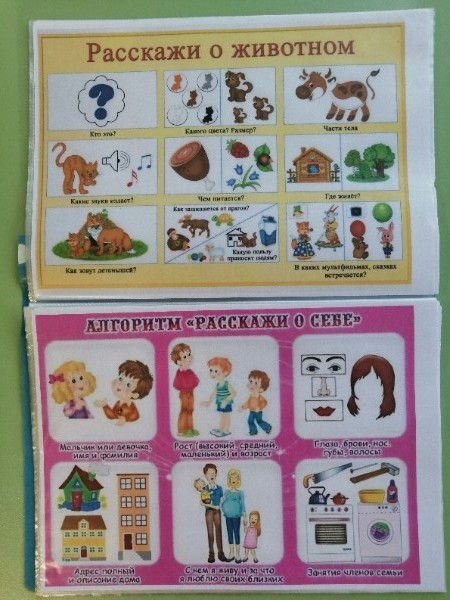 Расскажи о животном
Кто это?
Какого цвета? Размер?
Части тела
Какие звуки издает?
Чем питается?
Где живёт?
Как зовут детенышей?
Как защищается от врагов?
Какую пользу
приносит людям?
В каких мультфильмах, сказках
встречается?
АЛГОРИТМ «РАССКАЖИ О СЕБЕ»
Мальчик или девочка,
имя и фамилия
Рост (высокий, средний,
маленький) и возраст
Глаза, брови, нос,
губы, волосы
Адрес полный
и описание дома
С кем я живу и за что
я люблю своих близких
Занятия членов семьи